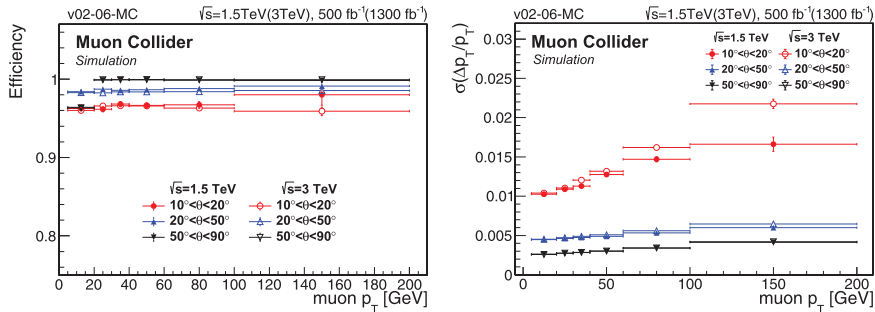 v02-06-MC √s=1.5TeV(3TeV), 500 fb⁻¹(1300 fb⁻¹)
Muon Collider
Simulation
Efficiency
1
0.9
0.8
√s=1.5 TeV √s=3 TeV
10°<θ<20° 10°<θ<20°
20°<θ<50° 20°<θ<50°
50°<θ<90° 50°<θ<90°
0 20 40 60 80 100 120 140 160 180 200
muon p_T [GeV]
v02-06-MC √s=1.5TeV(3TeV), 500 fb⁻¹(1300 fb⁻¹)
Muon Collider
Simulation
√s=1.5 TeV √s=3 TeV
10°<θ<20° 10°<θ<20°
20°<θ<50° 20°<θ<50°
50°<θ<90° 50°<θ<90°
σ(Δp_T/p_T)
0.03
0.025
0.02
0.015
0.01
0.005
0
0 50 100 150 200
muon p_T [GeV]